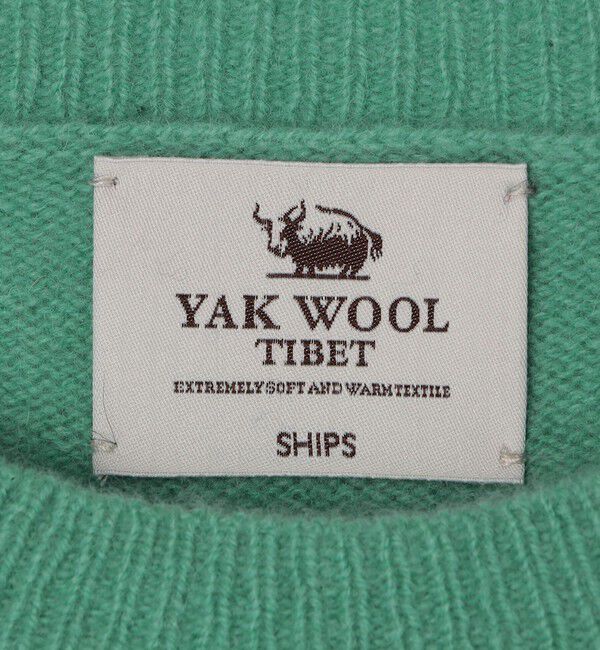 YAK WOOL
TIBET
EXTREMELY SOFT AND WARM TEXTILE
SHIPS